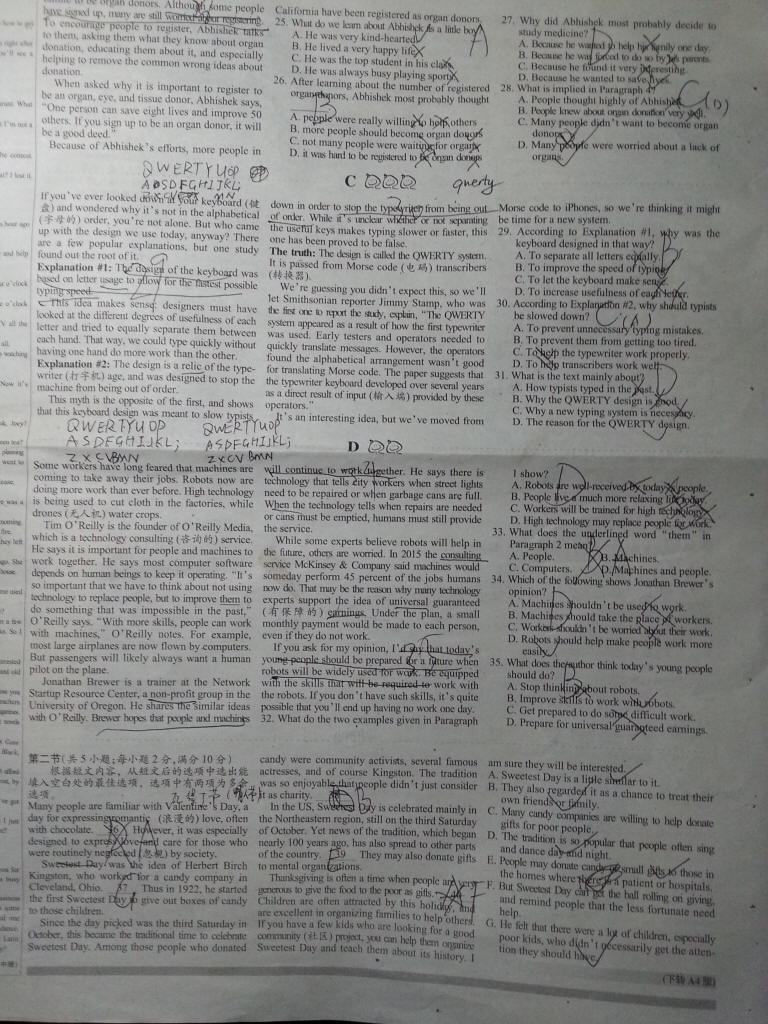 have signed up, many are still worried about registering.
To encourage people to register, Abhishek talks
to them, asking them what they know about organ
donation, educating them about it, and especially
helping to remove the common wrong ideas about
donation.
When asked why it is important to register to
be an organ, eye, and tissue donor, Abhishek says,
"One person can save eight lives and improve 50
others. If you sign up to be an organ donor, it will
be a good deed."
Because of Abhishek's efforts, more people in
California have been registered as organ donors.
25. What do we learn about Abhishek as a little boy?
A. He was very kind-hearted.
B. He lived a very happy life.
C. He was the top student in his class.
D. He was always busy playing sports.
26. After learning about the number of registered
organ donors, Abhishek most probably thought
A. people were really willing to help others
B. more people should become organ donors
C. not many people were waiting for organs
D. it was hard to be registered to be organ donors
27. Why did Abhishek most probably decide to
study medicine?
A. Because he wanted to help his family one day.
B. Because he was forced to do so by his parents.
C. Because he found it very interesting.
D. Because he wanted to save lives.
28. What is implied in Paragraph 4?
A. People thought highly of Abhishek.
B. People knew about organ donation very well.
C. Many people didn't want to become organ
donors.
D. Many people were worried about a lack of
organs.
QWERTYUOP
ASDFGHIJKL;
C
qwerty
If you've ever looked down at your keyboard (键
盘) and wondered why it's not in the alphabetical
(字母的) order, you're not alone. But who came
up with the design we use today, anyway? There
are a few popular explanations, but one study
found out the root of it.
Explanation #1: The design of the keyboard was
based on letter usage to allow for the fastest possible
typing speed.
This idea makes sense: designers must have
looked at the different degrees of usefulness of each
letter and tried to equally separate them between
each hand. That way, we could type quickly without
having one hand do more work than the other.
Explanation #2: The design is a relic of the type-
writer (打字机) age, and was designed to stop the
machine from being out of order.
This myth is the opposite of the first, and shows
that this keyboard design was meant to slow typists
down in order to stop the typewriter from being out
of order. While it's unclear whether or not separating
the useful keys makes typing slower or faster, this
one has been proved to be false.
The truth: The design is called the QWERTY system.
It is passed from Morse code (电码) transcribers
(转换器).
We're guessing you didn't expect this, so we'll
let Smithsonian reporter Jimmy Stamp, who was
the first one to report the study, explain, "The QWERTY
system appeared as a result of how the first typewriter
was used. Early testers and operators needed to
quickly translate messages. However, the operators
found the alphabetical arrangement wasn't good
for translating Morse code. The paper suggests that
the typewriter keyboard developed over several years
as a direct result of input (输入端) provided by these
operators."
It's an interesting idea, but we've moved from
Morse code to iPhones, so we're thinking it might
be time for a new system.
29. According to Explanation #1, why was the
keyboard designed in that way?
A. To separate all letters equally.
B. To improve the speed of typing.
C. To let the keyboard make sense.
D. To increase usefulness of each letter.
30. According to Explanation #2, why should typists
be slowed down?
A. To prevent unnecessary typing mistakes.
B. To prevent them from getting too tired.
C. To help the typewriter work properly.
D. To help transcribers work well.
31. What is the text mainly about?
A. How typists typed in the past.
B. Why the QWERTY design is good.
C. Why a new typing system is necessary.
D. The reason for the QWERTY design.
QWERTYUOP QWERTYUOP
ASDFGHIJKL; ASDFGHIJKL;
ZXCVBMN ZXCVBMN
D
Some workers have long feared that machines are
coming to take away their jobs. Robots now are
doing more work than ever before. High technology
is being used to cut cloth in the factories, while
drones (无人机) water crops.
Tim O'Reilly is the founder of O'Reilly Media,
which is a technology consulting (咨询的) service.
He says it is important for people and machines to
work together. He says most computer software
depends on human beings to keep it operating. "It's
so important that we have to think about not using
technology to replace people, but to improve them to
do something that was impossible in the past,"
O'Reilly says. "With more skills, people can work
with machines," O'Reilly notes. For example,
most large airplanes are now flown by computers.
But passengers will likely always want a human
pilot on the plane.
Jonathan Brewer is a trainer at the Network
Startup Resource Center, a non-profit group in the
University of Oregon. He shares the similar ideas
with O'Reilly. Brewer hopes that people and machines
will continue to work together. He says there is
technology that tells city workers when street lights
need to be repaired or when garbage cans are full.
When the technology tells when repairs are needed
or cans must be emptied, humans must still provide
the service.
While some experts believe robots will help in
the future, others are worried. In 2015 the consulting
service McKinsey & Company said machines would
someday perform 45 percent of the jobs humans
now do. That may be the reason why many technology
experts support the idea of universal guaranteed
(有保障的) earnings. Under the plan, a small
monthly payment would be made to each person,
even if they do not work.
If you ask for my opinion, I'd say that today's
young people should be prepared for a future when
robots will be widely used for work. Be equipped
with the skills that will be required to work with
the robots. If you don't have such skills, it's quite
possible that you'll end up having no work one day.
32. What do the two examples given in Paragraph
1 show?
A. Robots are well-received by today's people.
B. People live a much more relaxing life today.
C. Workers will be trained for high technology.
D. High technology may replace people for work.
33. What does the underlined word "them" in
Paragraph 2 mean?
A. People. B. Machines.
C. Computers. D. Machines and people.
34. Which of the following shows Jonathan Brewer's
opinion?
A. Machines shouldn't be used to work.
B. Machines should take the place of workers.
C. Workers shouldn't be worried about their work.
D. Robots should help make people work more
easily.
35. What does the author think today's young people
should do?
A. Stop thinking about robots.
B. Improve skills to work with robots.
C. Get prepared to do some difficult work.
D. Prepare for universal guaranteed earnings.
第二节(共5小题;每小题2分,满分10分)
根据短文内容,从短文后的选项中选出能
填入空白处的最佳选项。选项中有两项为多余
选项。
Many people are familiar with Valentine's Day, a
day for expressing romantic (浪漫的) love, often
with chocolate. 36 However, it was especially
designed to express love and care for those who
were routinely neglected (忽视) by society.
Sweetest Day was the idea of Herbert Birch
Kingston, who worked for a candy company in
Cleveland, Ohio. 37 Thus in 1922, he started
the first Sweetest Day to give out boxes of candy
to those children.
Since the day picked was the third Saturday in
October, this became the traditional time to celebrate
Sweetest Day. Among those people who donated
candy were community activists, several famous
actresses, and of course Kingston. The tradition
was so enjoyable that people didn't just consider
it as charity.
In the US, Sweetest Day is celebrated mainly in
the Northeastern region, still on the third Saturday
of October. Yet news of the tradition, which began
nearly 100 years ago, has also spread to other parts
of the country. 39 They may also donate gifts
to mental organizations.
Thanksgiving is often a time when people are very
generous to give the food to the poor as gifts.
Children are often attracted by this holiday, and
are excellent in organizing families to help others.
If you have a few kids who are looking for a good
community (社区) project, you can help them organize
Sweetest Day and teach them about its history. I
am sure they will be interested.
A. Sweetest Day is a little similar to it.
B. They also regarded it as a chance to treat their
own friends or family.
C. Many candy companies are willing to help donate
gifts for poor people.
D. The tradition is so popular that people often sing
and dance day and night.
E. People may donate candy or small gifts to those in
the homes where there is a patient or hospitals.
F. But Sweetest Day can get the ball rolling on giving,
and remind people that the less fortunate need
help.
G. He felt that there were a lot of children, especially
poor kids, who didn't necessarily get the atten-
tion they should have.
(下转A4版)